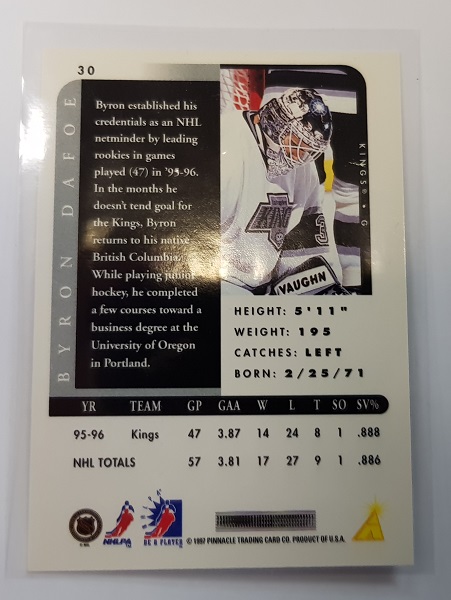 30
BYRON DAFOE
Byron established his
credentials as an NHL
netminder by leading
rookies in games
played (47) in '95-96.
In the months he
doesn't tend goal for
the Kings, Byron
returns to his native
British Columbia.
While playing junior
hockey, he completed
a few courses toward a
business degree at the
University of Oregon
in Portland.
KINGS • G
VAUGHN
HEIGHT: 5'11"
WEIGHT: 195
CATCHES: LEFT
BORN: 2/25/71
YR TEAM GP GAA W L T SO SV%
95-96 Kings 47 3.87 14 24 8 1 .888
NHL TOTALS 57 3.81 17 27 9 1 .886
NHLPA
BE A PLAYER
© 1997 PINNACLE TRADING CARD CO. PRODUCT OF U.S.A.